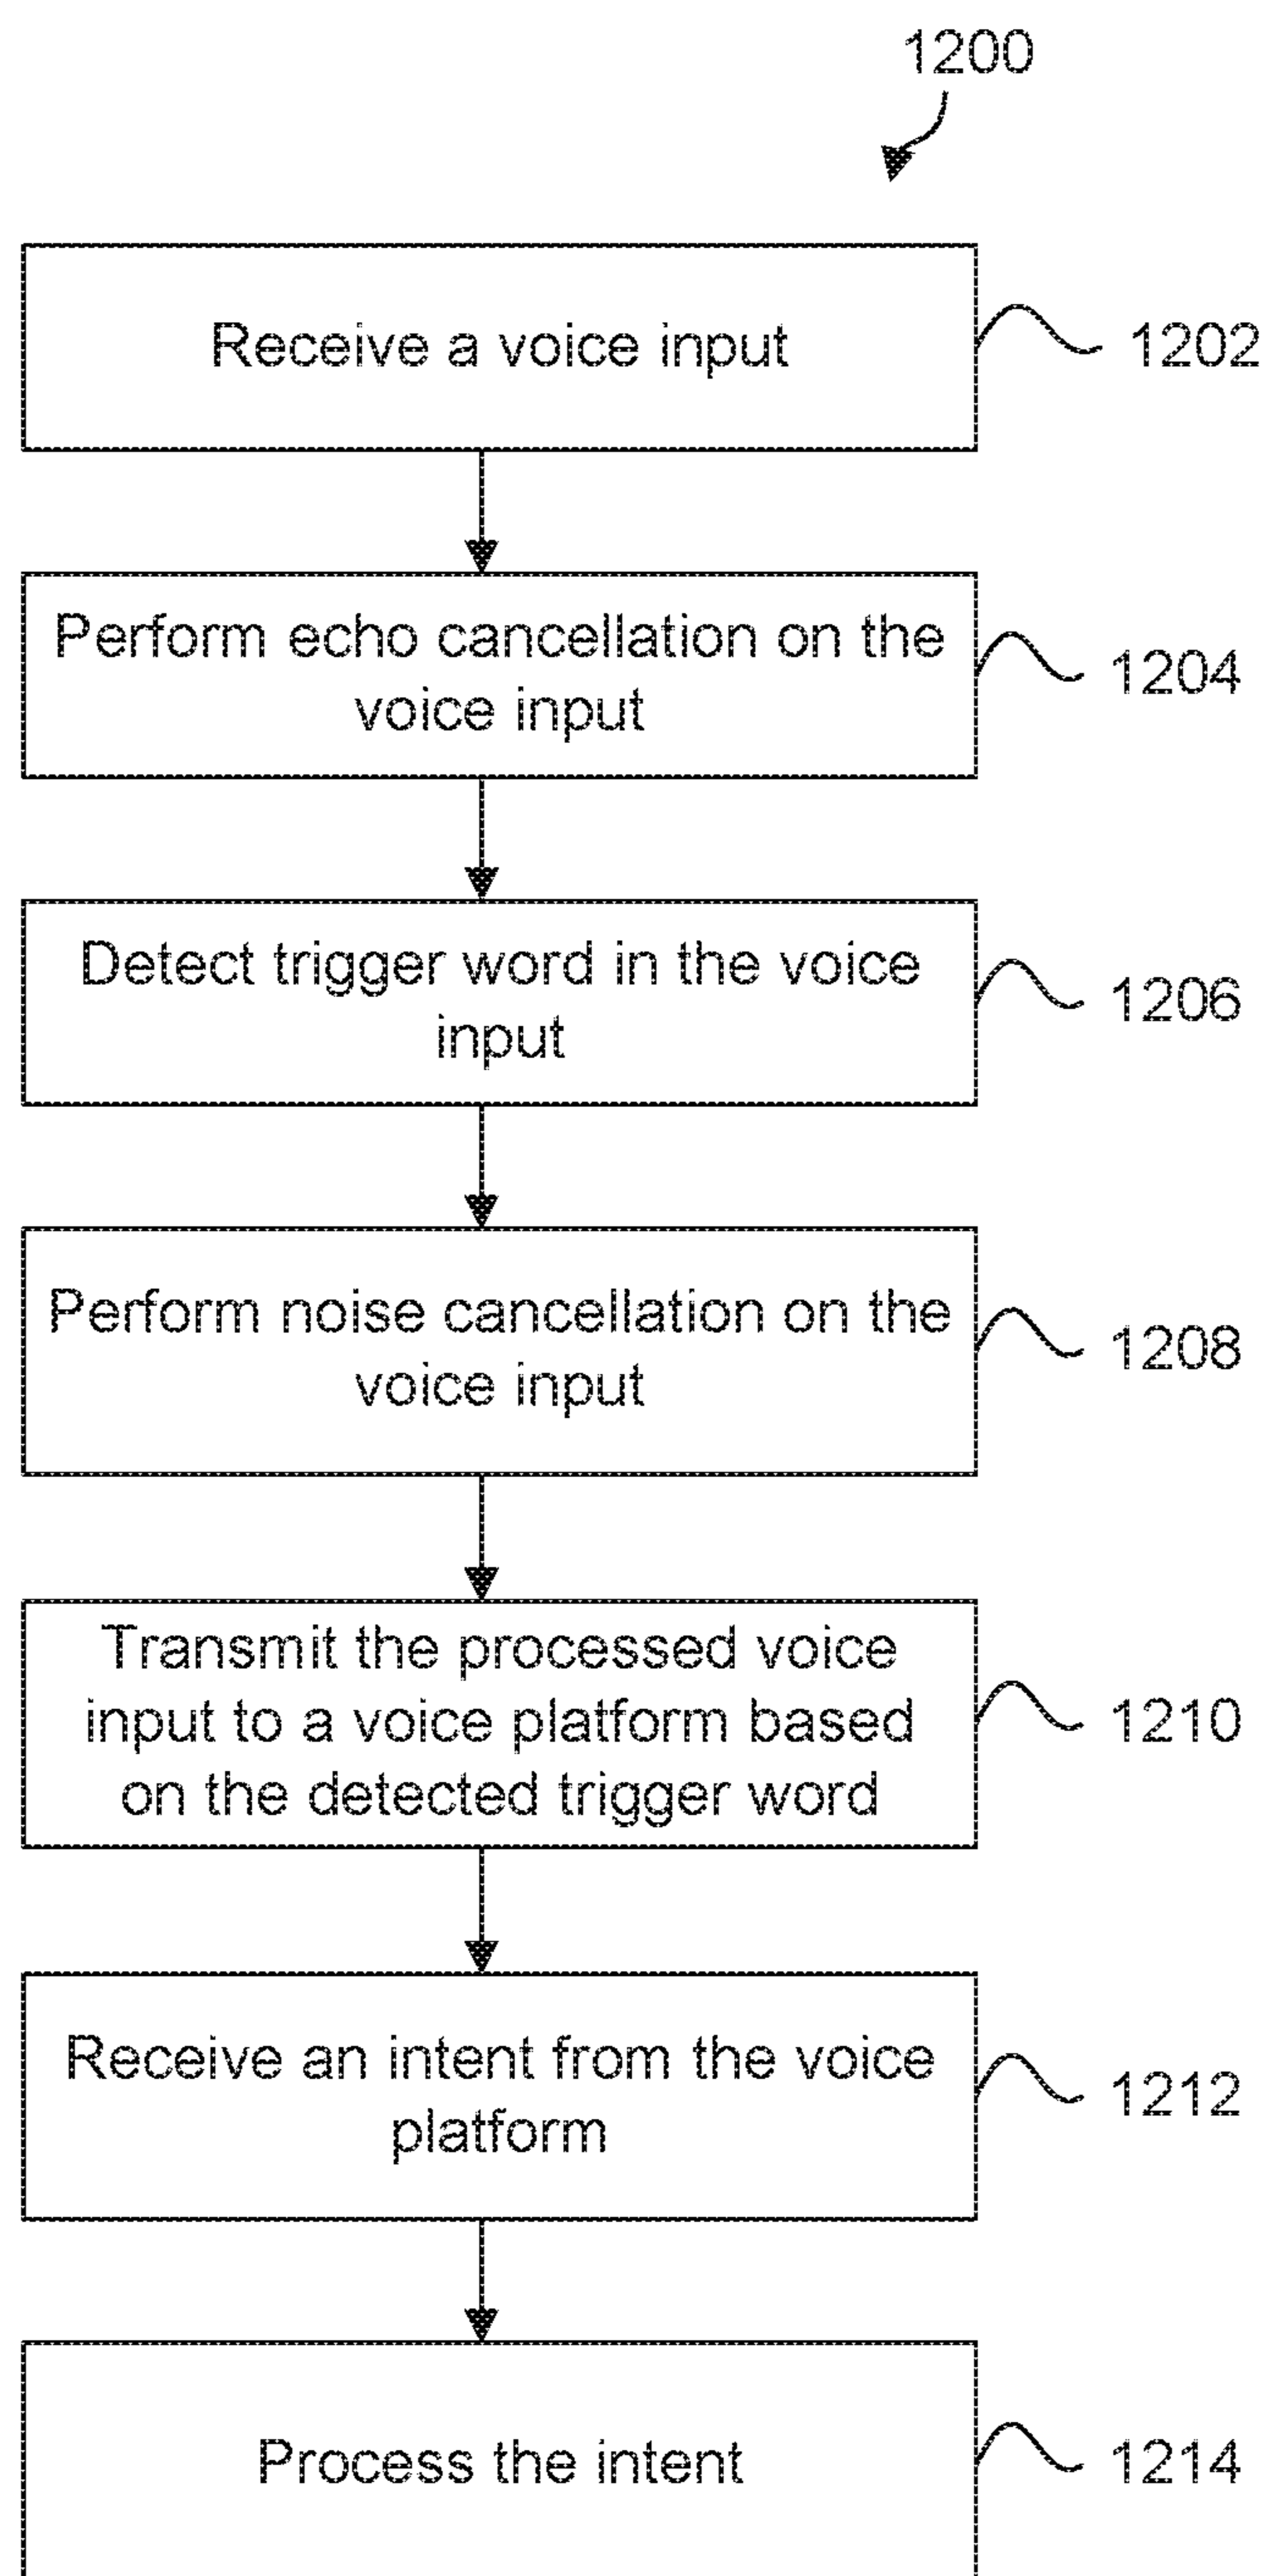 1200
Receive a voice input
1202
Perform echo cancellation on the
voice input
1204
Detect trigger word in the voice
input
1206
Perform noise cancellation on the
voice input
1208
Transmit the processed voice
input to a voice platform based
on the detected trigger word
1210
Receive an intent from the voice
platform
1212
Process the intent
1214